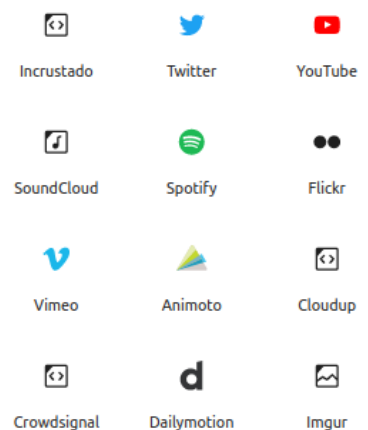 Incrustado
Twitter
YouTube
SoundCloud
Spotify
Flickr
Vimeo
Animoto
Cloudup
Crowdsignal
Dailymotion
Imgur